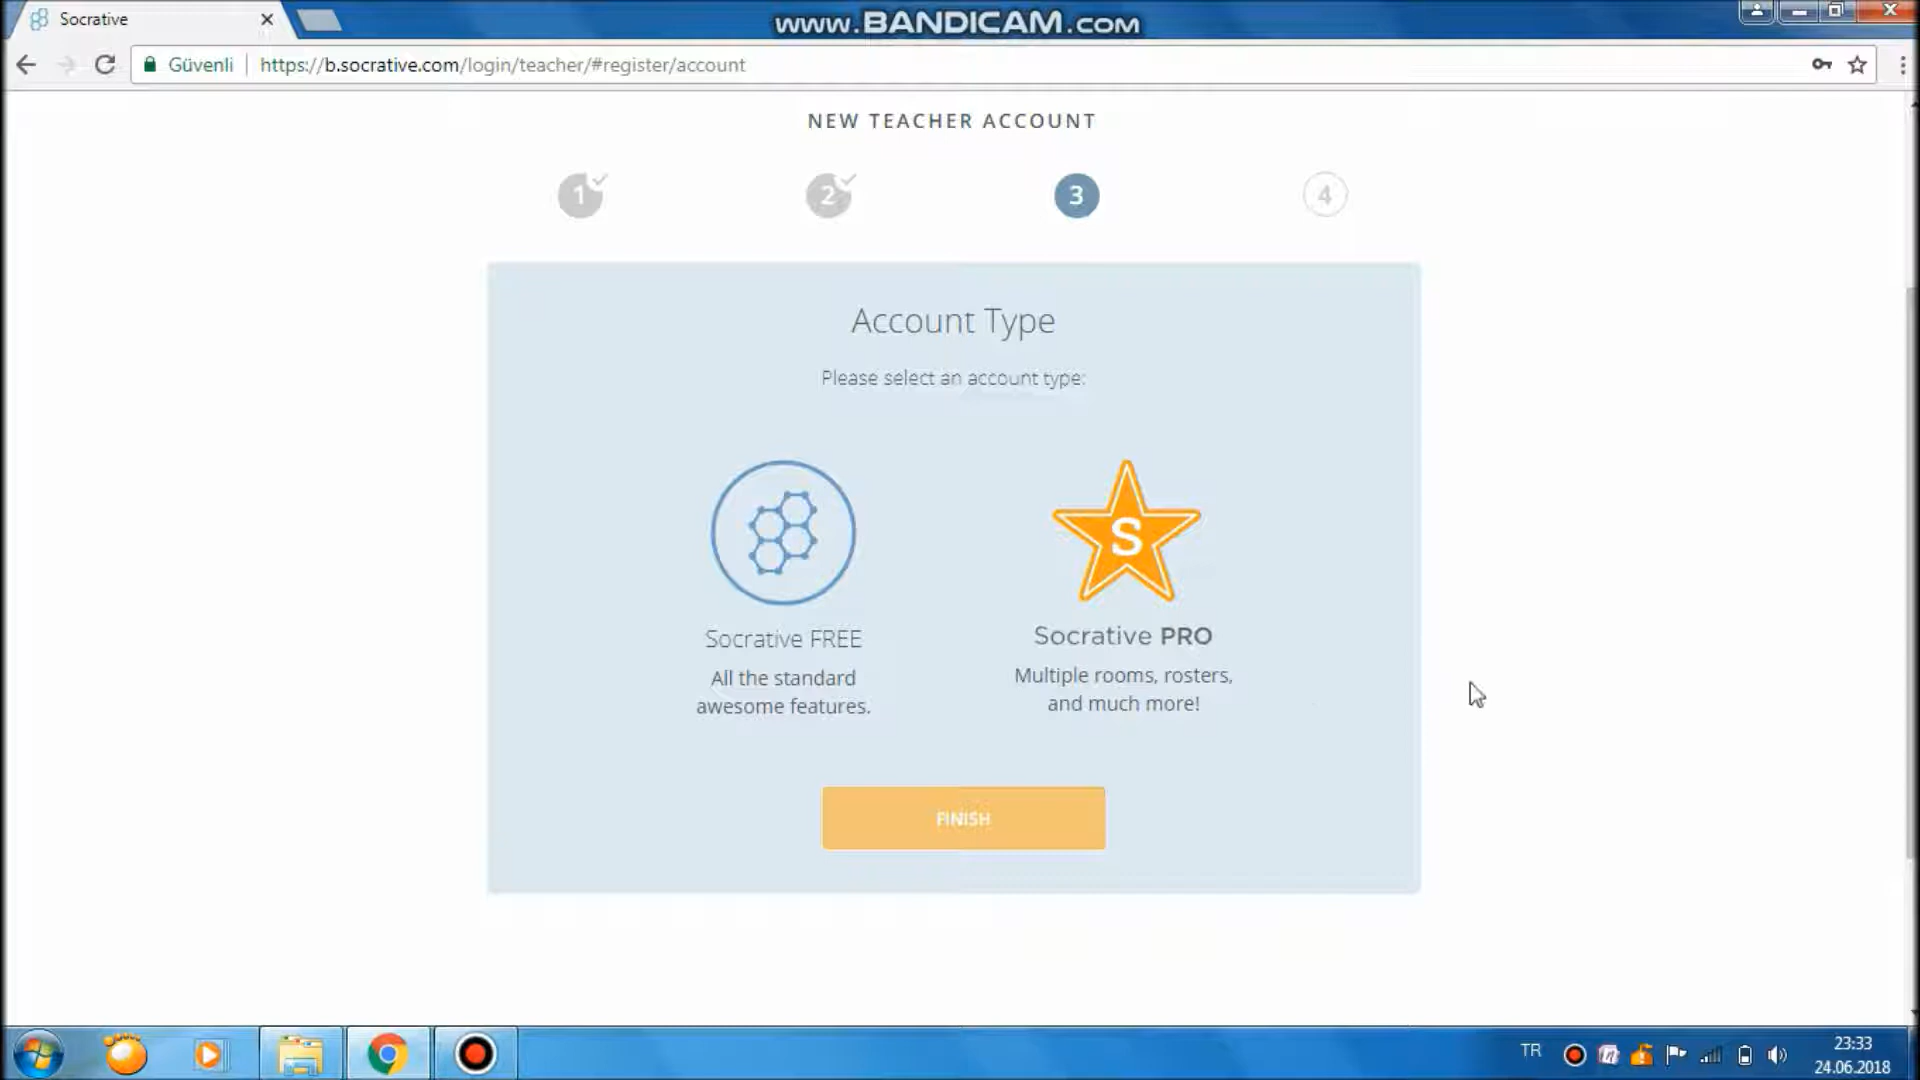 Socrative
www.BANDICAM.com
Güvenli
https://b.socrative.com/login/teacher/#register/account
NEW TEACHER ACCOUNT
1
2
3
4
Account Type
Please select an account type:
S
Socrative FREE
All the standard
awesome features.
Socrative PRO
Multiple rooms, rosters,
and much more!
FINISH
TR
23:33
24.06.2018